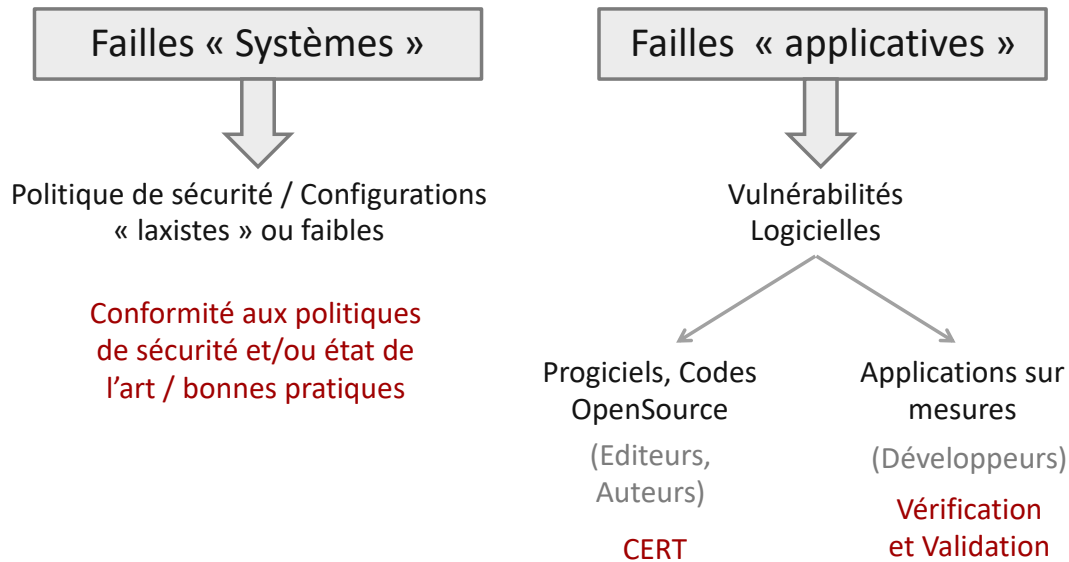 Failles « Systèmes »
Politique de sécurité / Configurations
« laxistes » ou faibles
Conformité aux politiques
de sécurité et/ou état de
l’art / bonnes pratiques
Failles « applicatives »
Vulnérabilités
Logicielles
Progiciels, Codes
OpenSource
(Editeurs,
Auteurs)
CERT
Applications sur
mesures
(Développeurs)
Vérification
et Validation